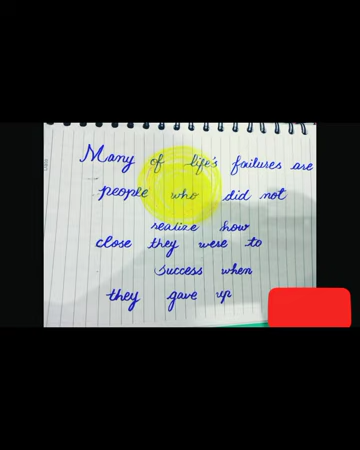 Many of life's failures are
people who did not
realize how
close they were to
success when
they gave up